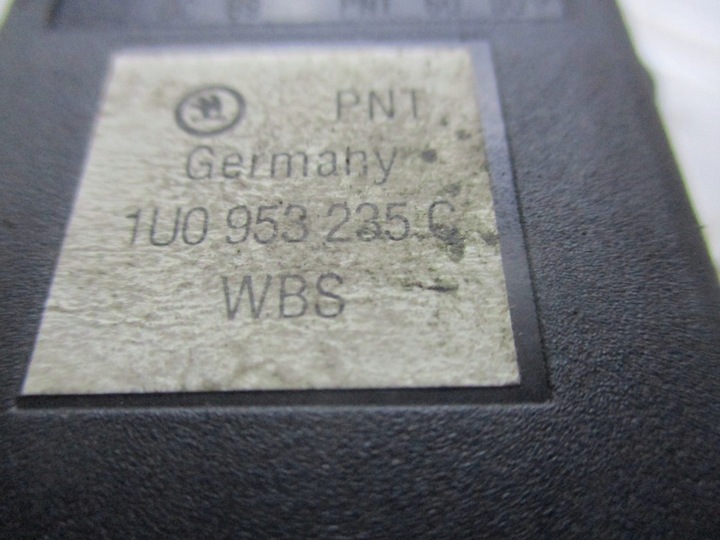 PNT
Germany
1U0 953 235 C
WBS